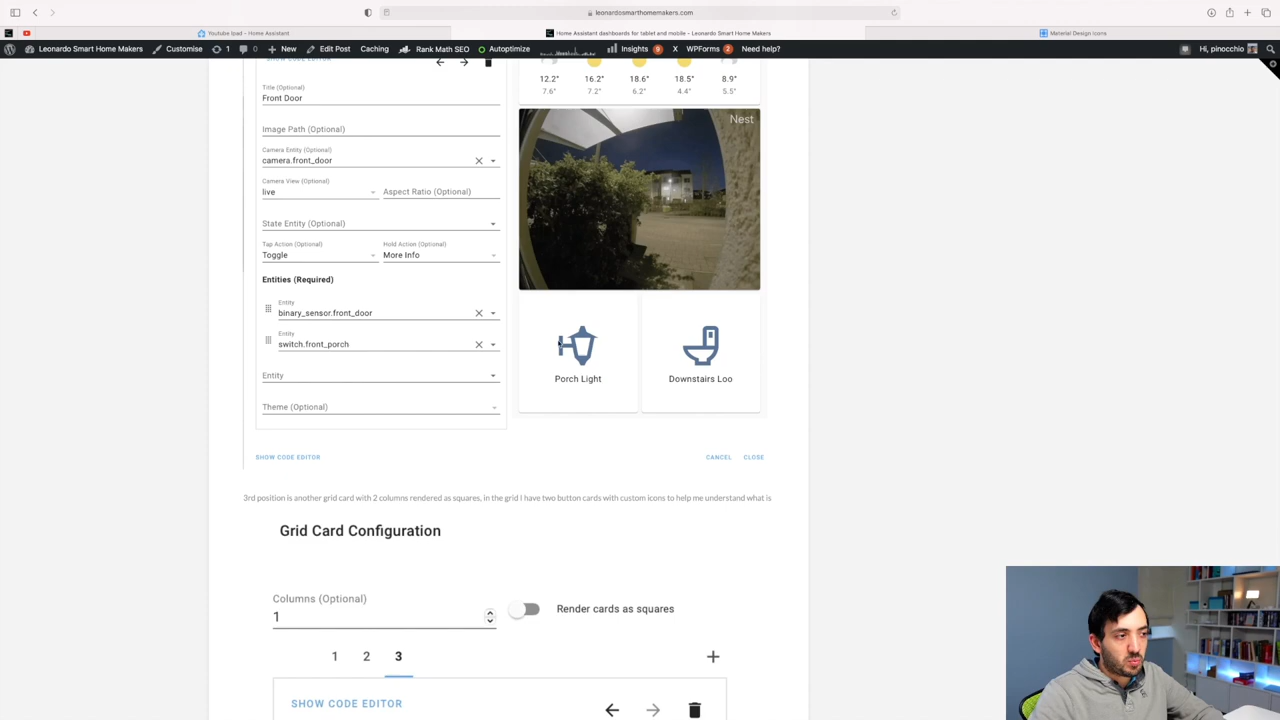 leonardosmarthomemakers.com
Youtube Ipad - Home Assistant
Home Assistant dashboards for tablet and mobile - Leonardo Smart Home Makers
Material Design Icons
Leonardo Smart Home Makers Customise 1 0 New Edit Post Caching Rank Math SEO Autoptimize Insights 9 X WPForms 2 Need help? Hi, pinocchio
SHOW CODE EDITOR
12.2° 16.2° 18.6° 18.5° 8.9°
7.6° 7.2° 6.2° 4.4° 5.5°
Title (Optional)
Front Door
Image Path (Optional)
Camera Entity (Optional)
camera.front_door
Camera View (Optional)
live
Aspect Ratio (Optional)
State Entity (Optional)
Tap Action (Optional)
Toggle
Hold Action (Optional)
More Info
Entities (Required)
Entity
binary_sensor.front_door
Entity
switch.front_porch
Entity
Theme (Optional)
Nest
Porch Light
Downstairs Loo
SHOW CODE EDITOR
CANCEL CLOSE
3rd position is another grid card with 2 columns rendered as squares, in the grid I have two button cards with custom icons to help me understand what is
Grid Card Configuration
Columns (Optional)
1
Render cards as squares
1 2 3
SHOW CODE EDITOR